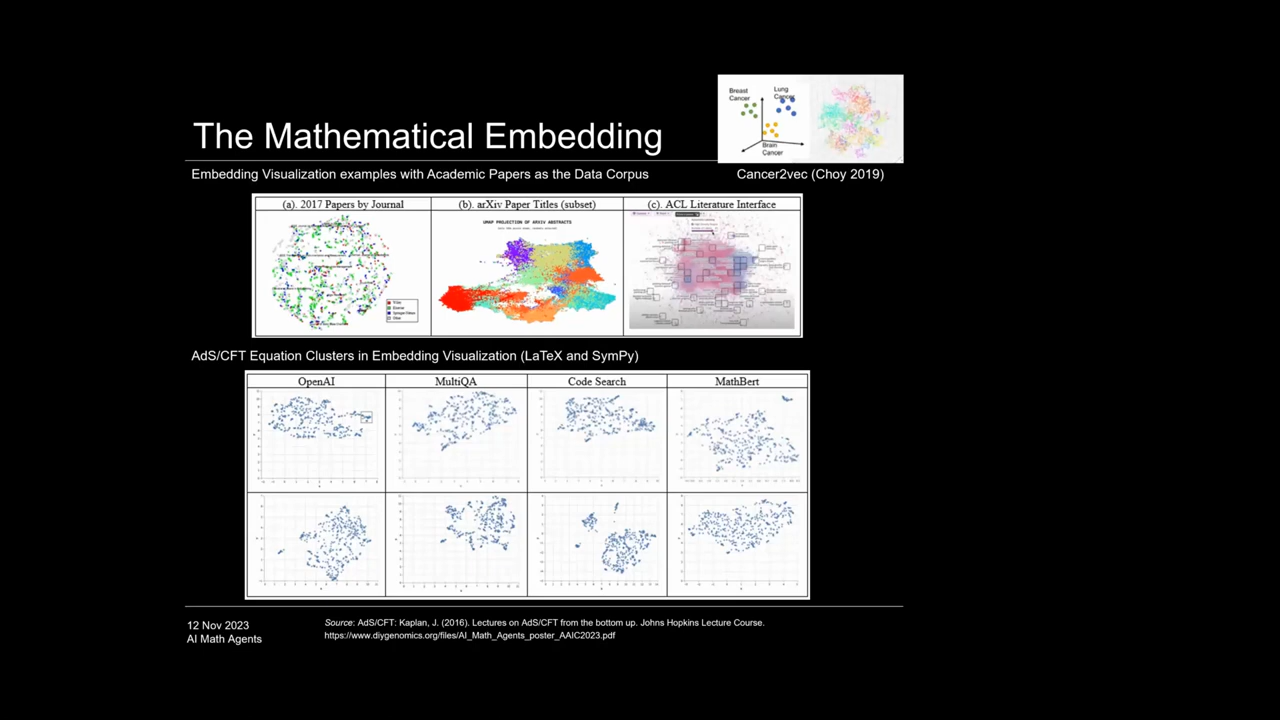 Breast
Cancer
Lung
Cancer
Brain
Cancer
The Mathematical Embedding
Embedding Visualization examples with Academic Papers as the Data Corpus
Cancer2vec (Choy 2019)
(a). 2017 Papers by Journal
(b). arXiv Paper Titles (subset)
(c). ACL Literature Interface
UMAP PROJECTION OF ARXIV ABSTRACTS
AdS/CFT Equation Clusters in Embedding Visualization (LaTeX and SymPy)
OpenAI
MultiQA
Code Search
MathBert
12 Nov 2023
AI Math Agents
Source: AdS/CFT: Kaplan, J. (2016). Lectures on AdS/CFT from the bottom up. Johns Hopkins Lecture Course.
https://www.diygenomics.org/files/AI_Math_Agents_poster_AAIC2023.pdf